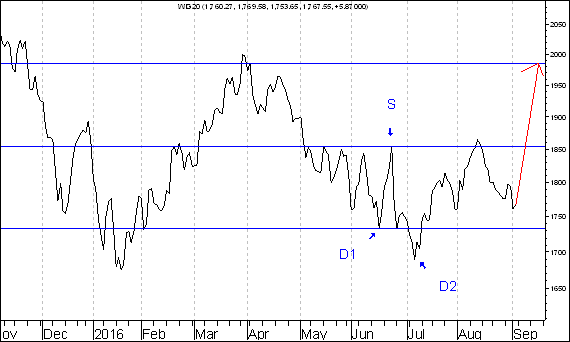 WIG20 (1,760.27, 1,769.58, 1,753.65, 1,767.55, +5.87000)
2050
2000
1950
1900
1850
1800
1750
1700
1650
S
D1
D2
ov Dec 2016 Feb Mar Apr May Jun Jul Aug Sep